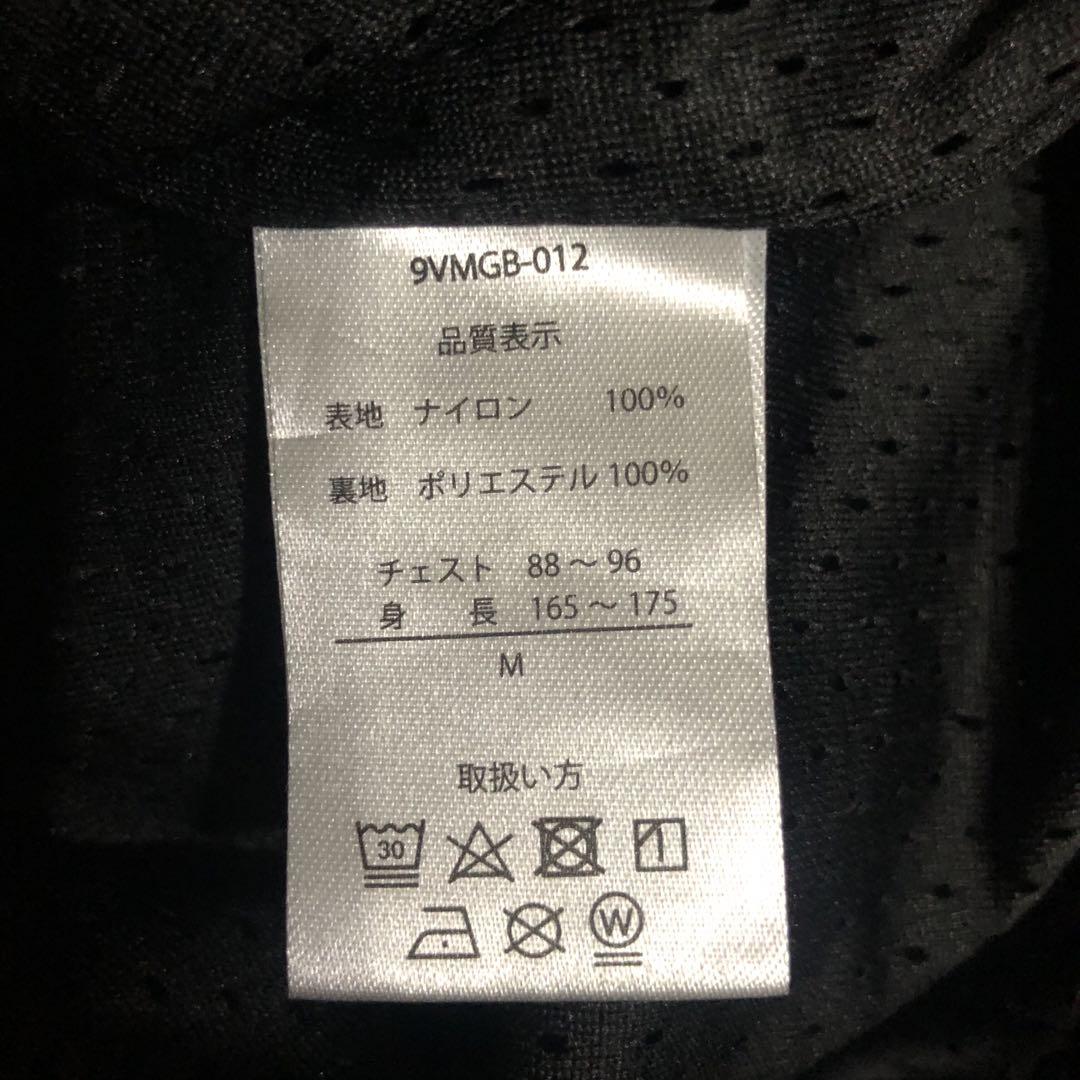 9VMGB-012
品質表示
表地 ナイロン 100%
裏地 ポリエステル 100%
チェスト 88～96
身 長 165～175
M
取扱い方
30
W